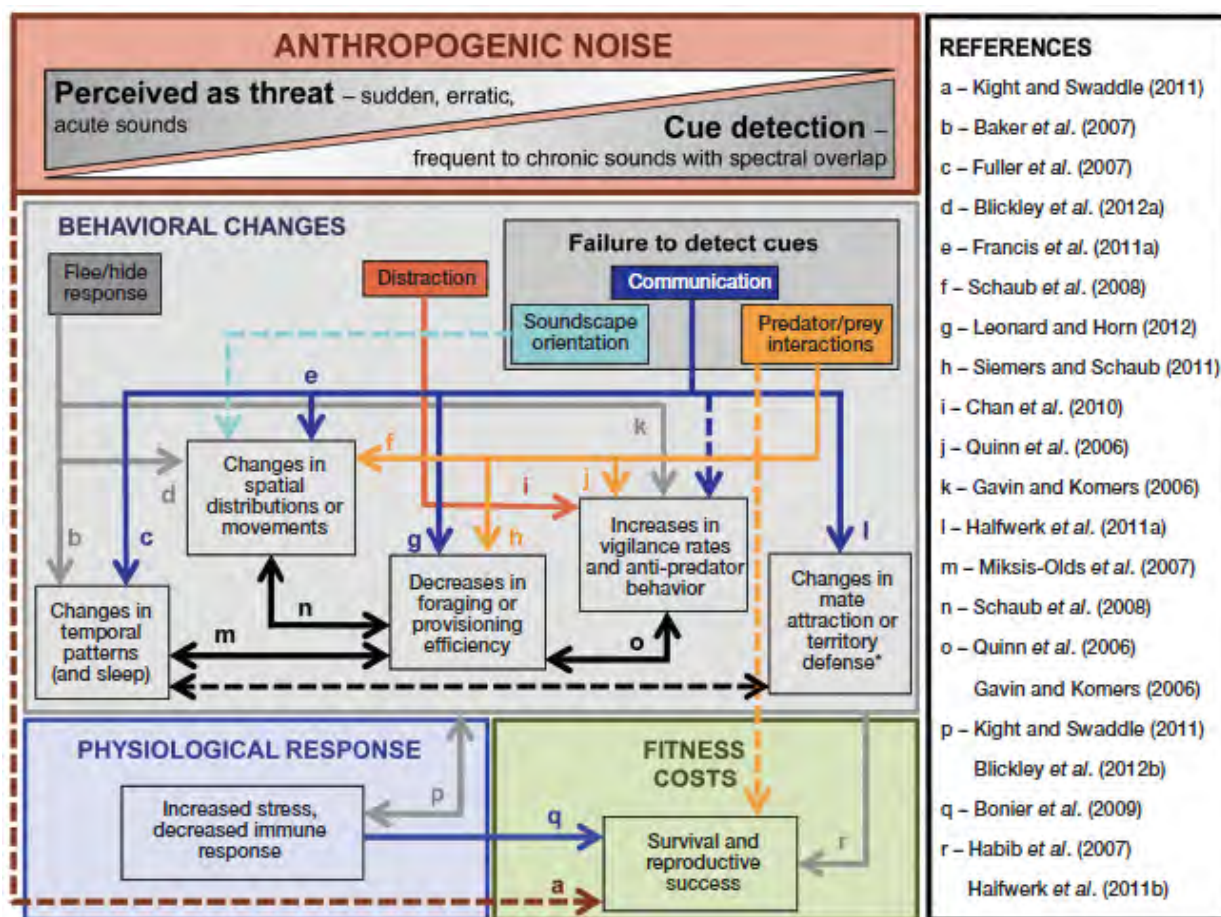 ANTHROPOGENIC NOISE
Perceived as threat – sudden, erratic,
acute sounds
Cue detection –
frequent to chronic sounds with spectral overlap
BEHAVIORAL CHANGES
Flee/hide
response
Distraction
Failure to detect cues
Communication
Soundscape
orientation
Predator/prey
interactions
e
k
f
d
i
j
b
c
g
h
l
Changes in
spatial
distributions or
movements
Increases in
vigilance rates
and anti-predator
behavior
Changes in
temporal
patterns
(and sleep)
Decreases in
foraging or
provisioning
efficiency
Changes in
mate
attraction or
territory
defense*
n
m
o
PHYSIOLOGICAL RESPONSE
Increased stress,
decreased immune
response
p
q
a
FITNESS
COSTS
Survival and
reproductive
success
r
REFERENCES
a – Kight and Swaddle (2011)
b – Baker et al. (2007)
c – Fuller et al. (2007)
d – Blickley et al. (2012a)
e – Francis et al. (2011a)
f – Schaub et al. (2008)
g – Leonard and Horn (2012)
h – Siemers and Schaub (2011)
i – Chan et al. (2010)
j – Quinn et al. (2006)
k – Gavin and Komers (2006)
l – Halfwerk et al. (2011a)
m – Miksis-Olds et al. (2007)
n – Schaub et al. (2008)
o – Quinn et al. (2006)
Gavin and Komers (2006)
p – Kight and Swaddle (2011)
Blickley et al. (2012b)
q – Bonier et al. (2009)
r – Habib et al. (2007)
Halfwerk et al. (2011b)